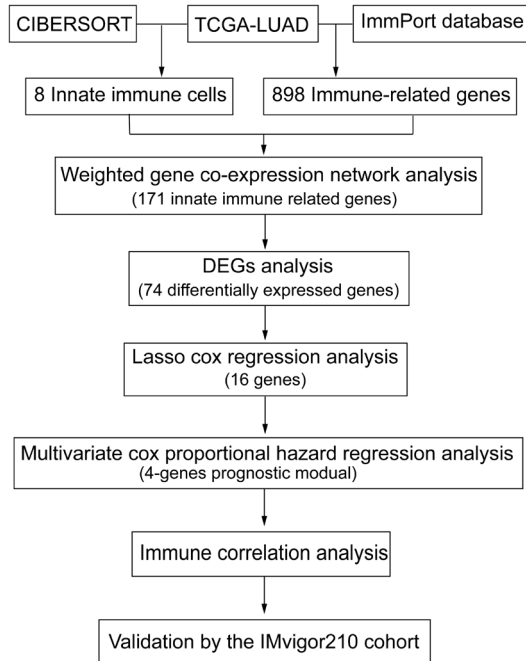 CIBERSORT
TCGA-LUAD
ImmPort database
8 Innate immune cells
898 Immune-related genes
Weighted gene co-expression network analysis
(171 innate immune related genes)
DEGs analysis
(74 differentially expressed genes)
Lasso cox regression analysis
(16 genes)
Multivariate cox proportional hazard regression analysis
(4-genes prognostic modual)
Immune correlation analysis
Validation by the IMvigor210 cohort